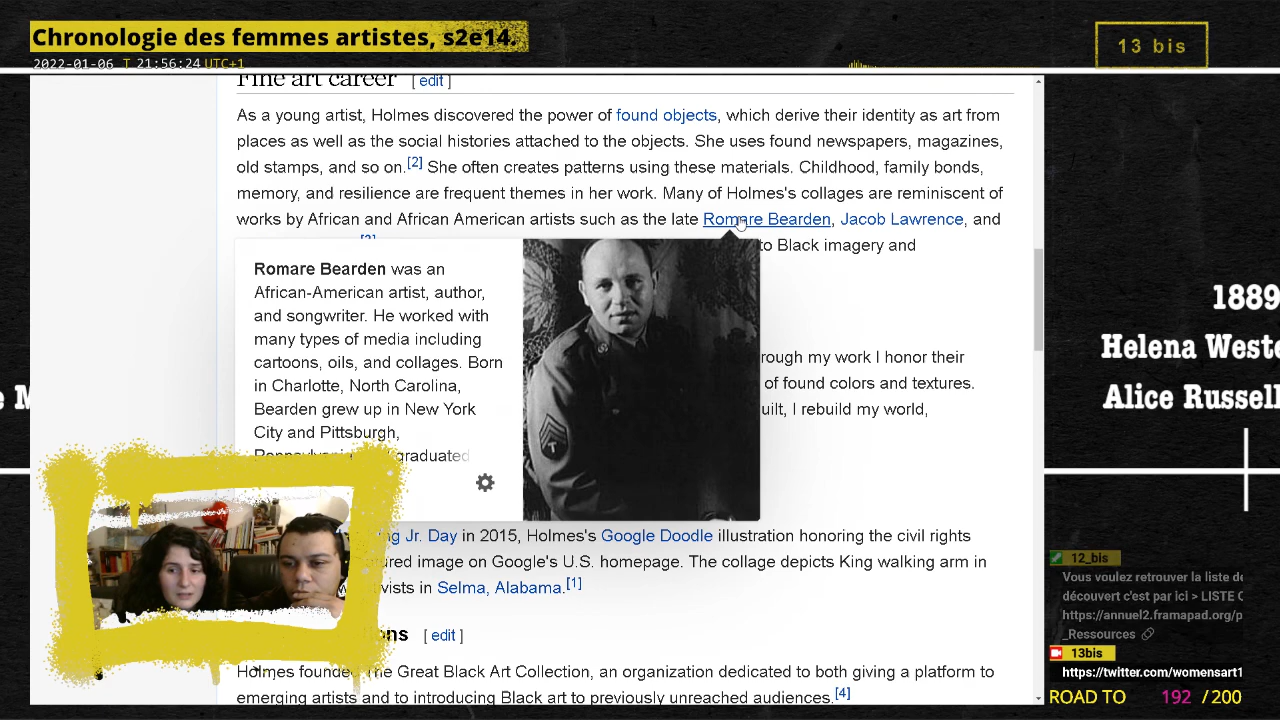 Chronologie des femmes artistes, s2e14.
2022-01-06 T 21:56:24 UTC+1
13 bis
Fine art career [ edit ]
As a young artist, Holmes discovered the power of found objects, which derive their identity as art from
places as well as the social histories attached to the objects. She uses found newspapers, magazines,
old stamps, and so on.[2] She often creates patterns using these materials. Childhood, family bonds,
memory, and resilience are frequent themes in her work. Many of Holmes's collages are reminiscent of
works by African and African American artists such as the late Romare Bearden, Jacob Lawrence, and
to Black imagery and
Romare Bearden was an
African-American artist, author,
and songwriter. He worked with
many types of media including
cartoons, oils, and collages. Born
in Charlotte, North Carolina,
Bearden grew up in New York
City and Pittsburgh,
graduated
rough my work I honor their
of found colors and textures.
uilt, I rebuild my world,
ng Jr. Day in 2015, Holmes's Google Doodle illustration honoring the civil rights
ured image on Google's U.S. homepage. The collage depicts King walking arm in
ivists in Selma, Alabama.[1]
ons [ edit ]
Holmes founded The Great Black Art Collection, an organization dedicated to both giving a platform to
emerging artists and to introducing Black art to previously unreached audiences.[4]
1889
Helena Weste
Alice Russell
12_bis
Vous voulez retrouver la liste de
découvert c'est par ici > LISTE
https://annuel2.framapad.org/p
_Ressources
13bis
https://twitter.com/womensart1
ROAD TO 192 / 200